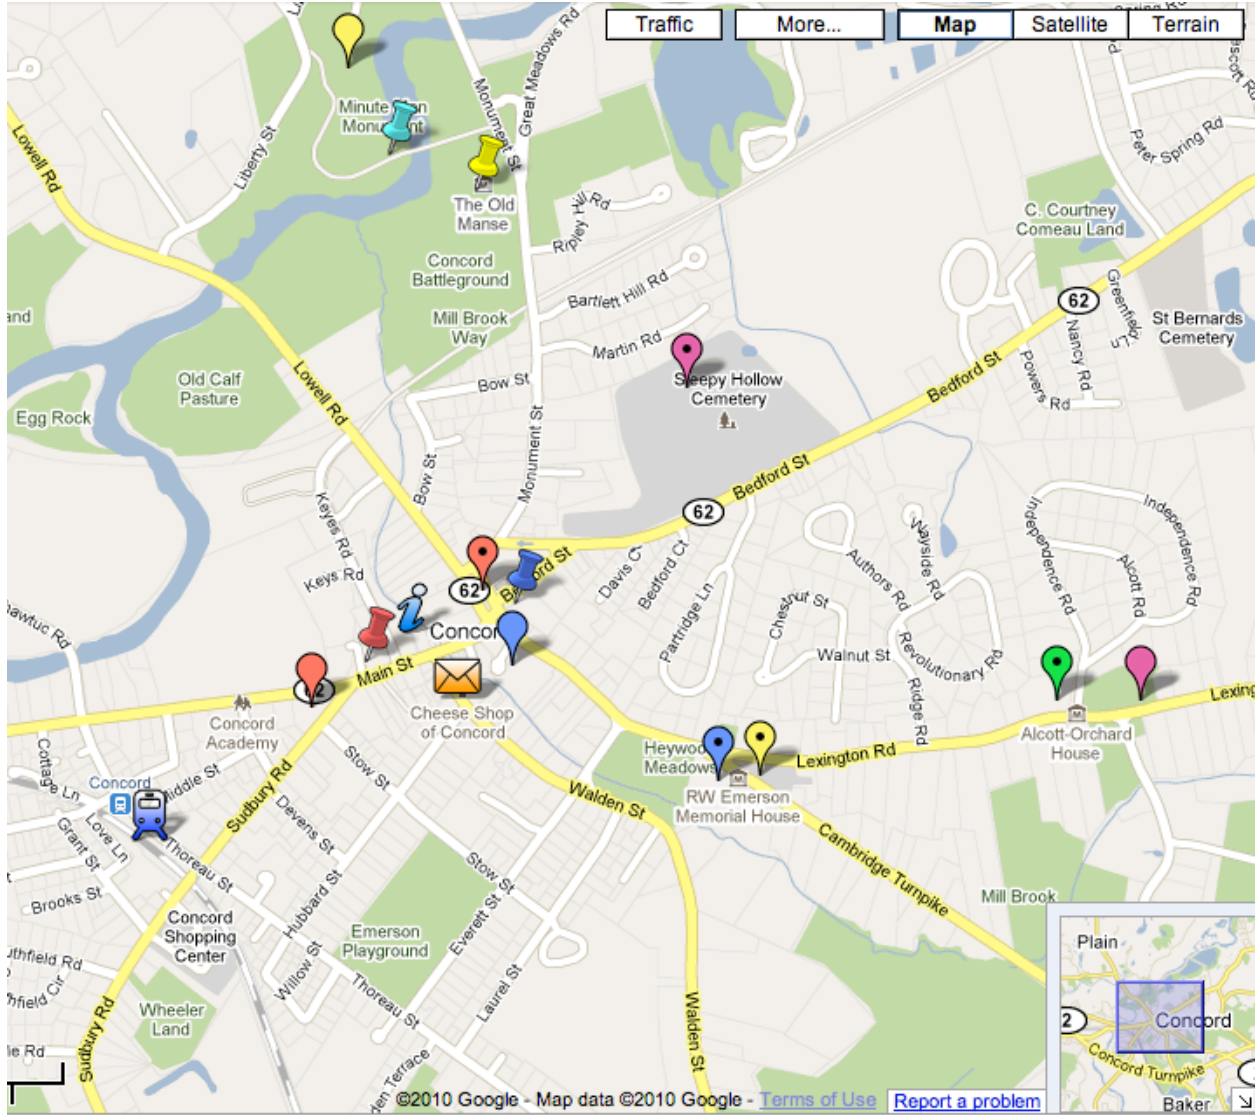 Traffic
More...
Map
Satellite
Terrain
Spring Rd
Peter Spring Rd
Monument St
Great Meadows Rd
Liberty St
Lowell Rd
The Old
Manse
Ripley Hill Rd
C. Courtney
Comeau Land
Concord
Battleground
Bartlett Hill Rd
Mill Brook
Way
Martin Rd
62
Greenfield Ln
Nancy Rd
Powers Rd
St Bernards
Cemetery
Bedford St
Old Calf
Pasture
Egg Rock
Lowell Rd
Bow St
Bow St
Monument St
Cemetery
Bedford St
62
Keyes Rd
Keys Rd
62
Davis Ct
Bedford Ct
Partridge Ln
Chestnut St
Walnut St
Authors Rd
Wayside Rd
Revolutionary Rd
Ridge Rd
Independence Rd
Independence Rd
Alcott Rd
Main St
Cheese Shop
of Concord
Concord
Academy
Cottage Ln
Concord
Middle St
Sudbury Rd
Stow St
Devens St
Stow St
Walden St
Meadows
RW Emerson
Memorial House
Lexington Rd
Alcott-Orchard
House
Cambridge Turnpike
Mill Brook
Love Ln
Grant St
Thoreau St
Brooks St
Hubbard St
Everett St
Concord
Shopping
Center
Emerson
Playground
Willow St
Laurel St
Thoreau St
Wheeler
Land
Sudbury Rd
Walden St
Plain
Concord
Concord Turnpike
Baker
©2010 Google - Map data ©2010 Google - Terms of Use
Report a problem